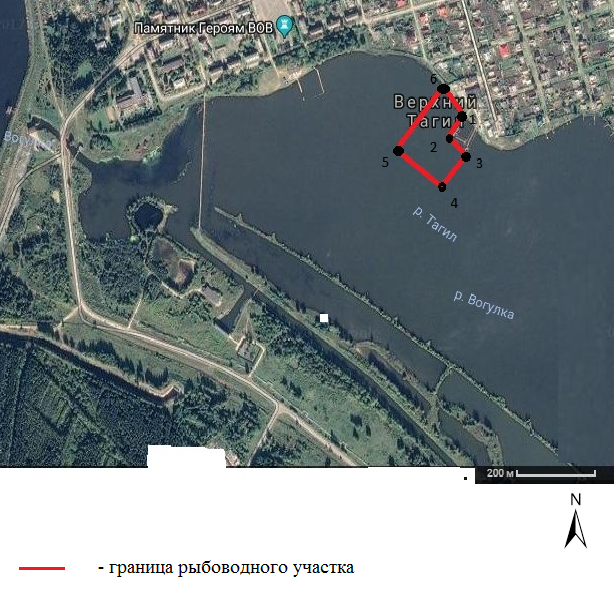 Памятник Героям ВОВ
6
Верхний
Тагил
1
2
5
3
4
р. Тагил
р. Вогулка
200 м
N
- граница рыбоводного участка